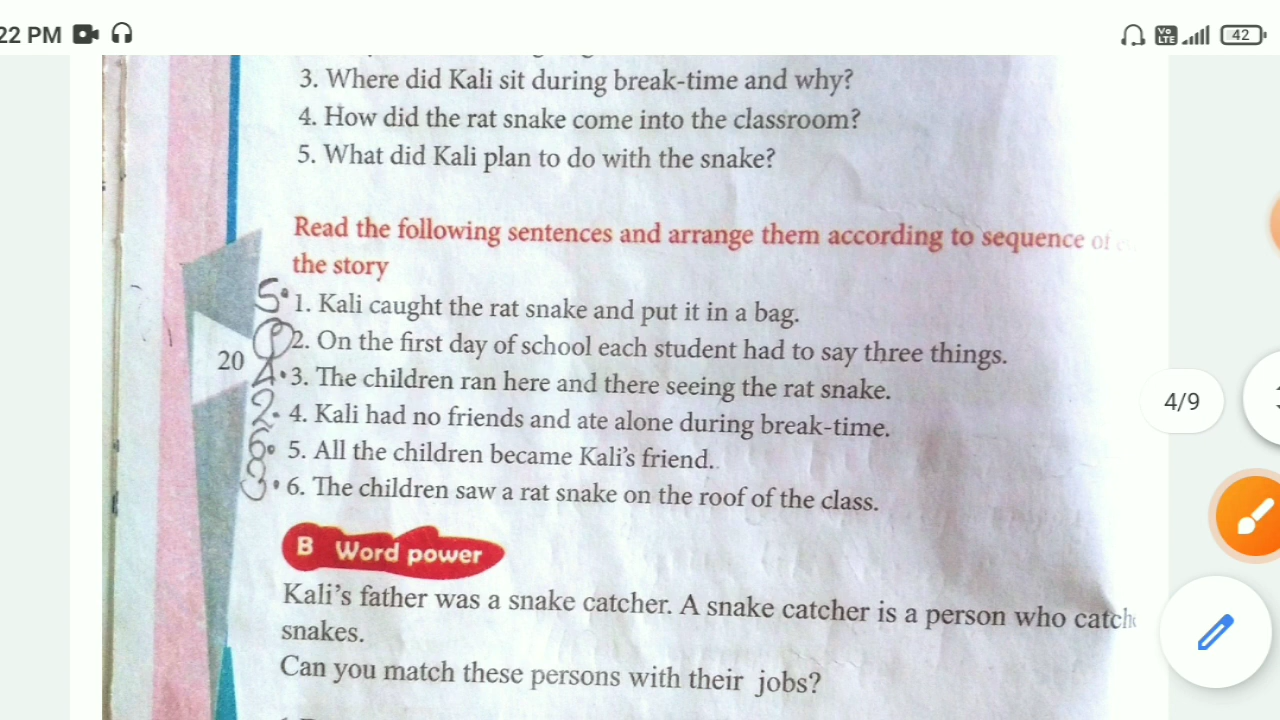 22 PM
Vo LTE 42
3. Where did Kali sit during break-time and why?
4. How did the rat snake come into the classroom?
5. What did Kali plan to do with the snake?
Read the following sentences and arrange them according to sequence of
the story
5. 1. Kali caught the rat snake and put it in a bag.
2. On the first day of school each student had to say three things.
20
4. 3. The children ran here and there seeing the rat snake.
2. 4. Kali had no friends and ate alone during break-time.
6. 5. All the children became Kali's friend.
3. 6. The children saw a rat snake on the roof of the class.
4/9
B Word power
Kali's father was a snake catcher. A snake catcher is a person who
snakes.
Can you match these persons with their jobs?